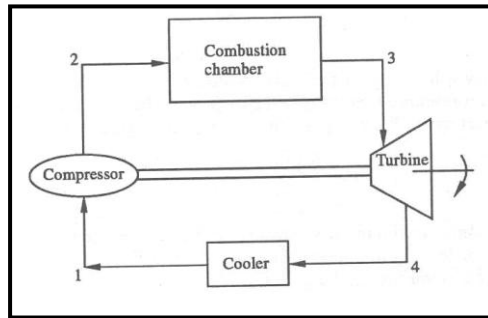 2
Combustion
chamber
3
Compressor
Turbine
1
Cooler
4